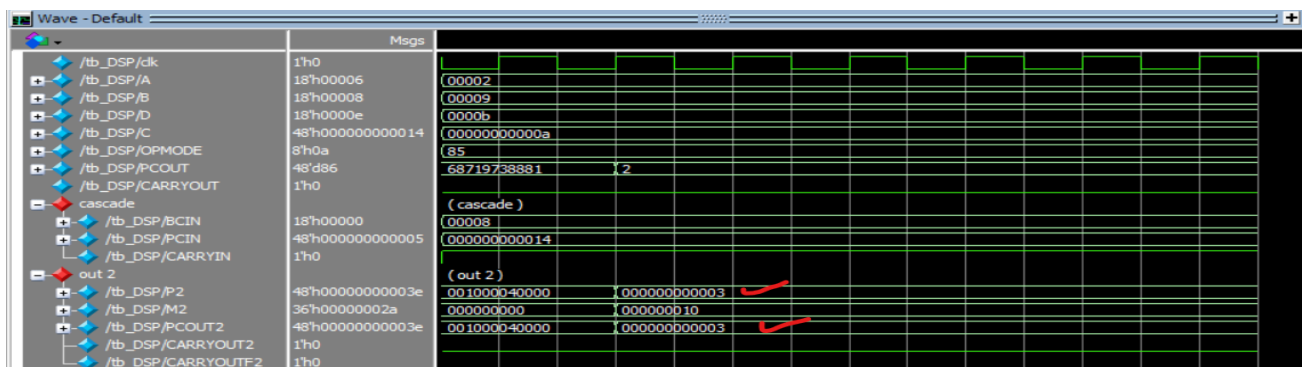 Wave - Default
Msgs
/tb_DSP/clk 1'h0
/tb_DSP/A 18'h00006 00002
/tb_DSP/B 18'h00008 00009
/tb_DSP/D 18'h0000e 0000b
/tb_DSP/C 48'h000000000014 00000000000a
/tb_DSP/OPMODE 8'h0a 85
/tb_DSP/PCOUT 48'd86 68719738881 2
/tb_DSP/CARRYOUT 1'h0
cascade ( cascade )
/tb_DSP/BCIN 18'h00000 00008
/tb_DSP/PCIN 48'h000000000005 000000000014
/tb_DSP/CARRYIN 1'h0
out 2 ( out 2 )
/tb_DSP/P2 48'h00000000003e 001000040000 000000000003
/tb_DSP/M2 36'h00000002a 000000000 000000010
/tb_DSP/PCOUT2 48'h00000000003e 001000040000 000000000003
/tb_DSP/CARRYOUT2 1'h0
/tb_DSP/CARRYOUTF2 1'h0